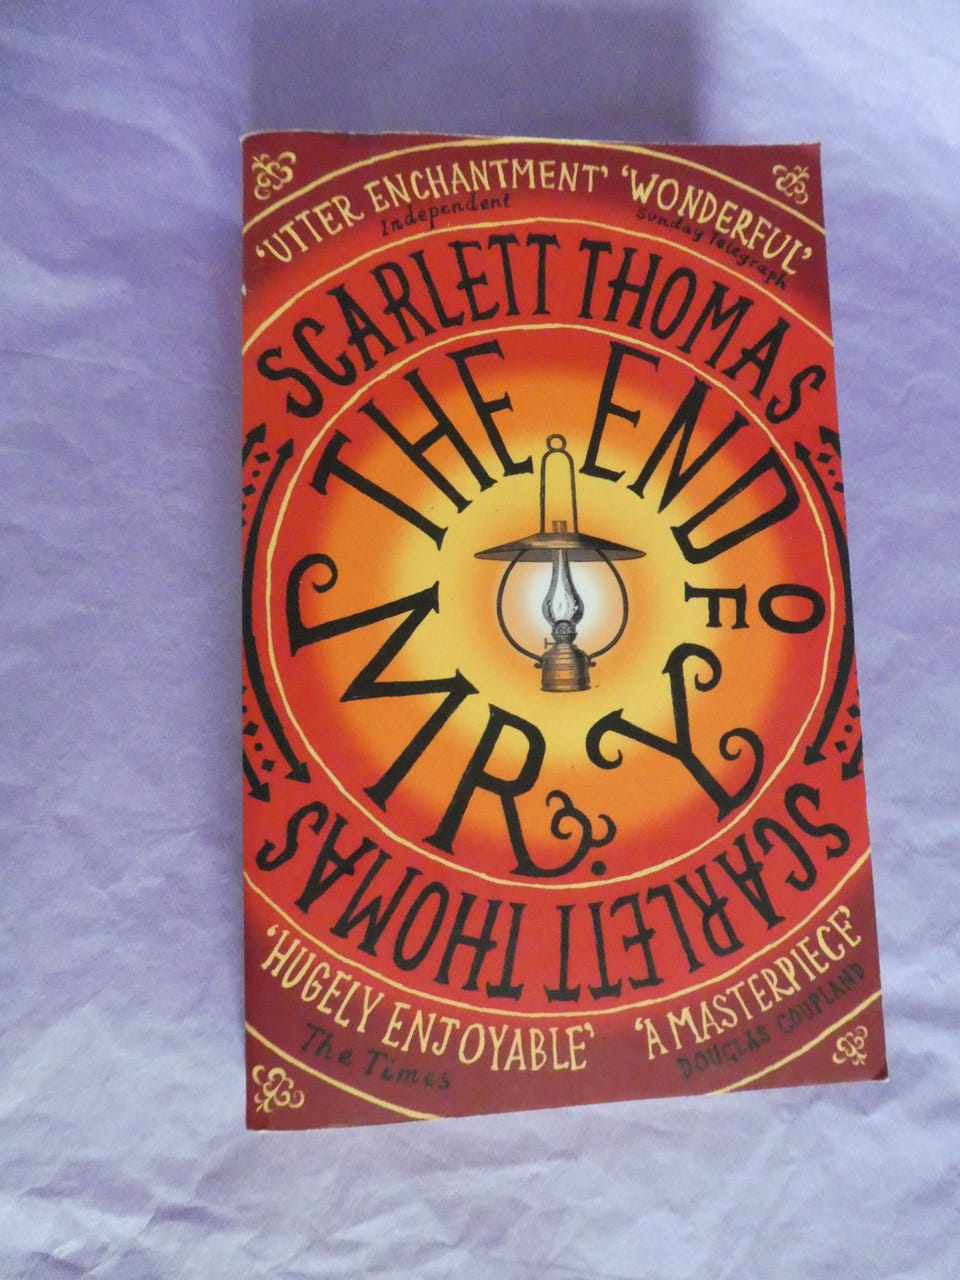 ‘UTTER ENCHANTMENT’ ‘WONDERFUL’
Independent
Sunday Telegraph
SCARLETT THOMAS
THE END OF MR. Y
SCARLETT THOMAS
‘HUGELY ENJOYABLE’
The Times
‘A MASTERPIECE’
DOUGLAS COUPLAND